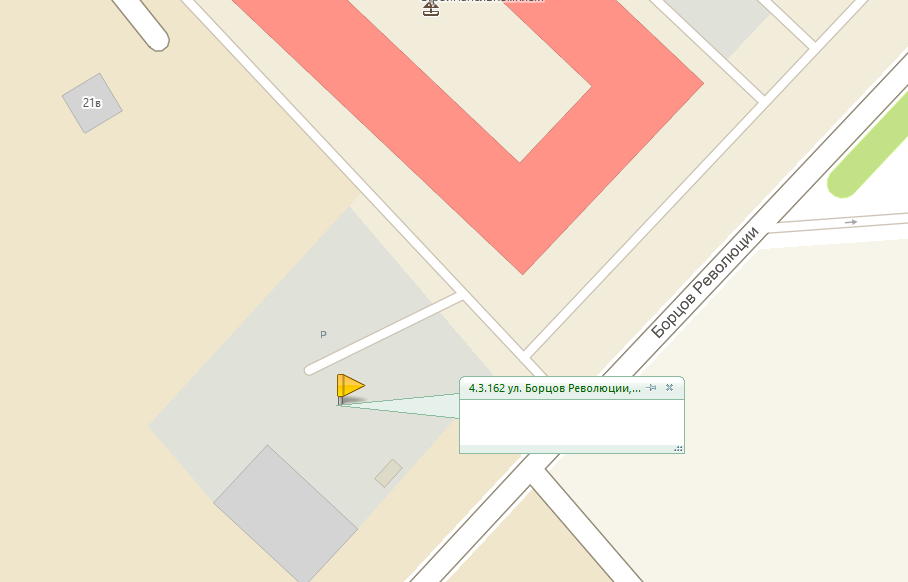 21в
P
Борцов Революции
4.3.162 ул. Борцов Революции,...